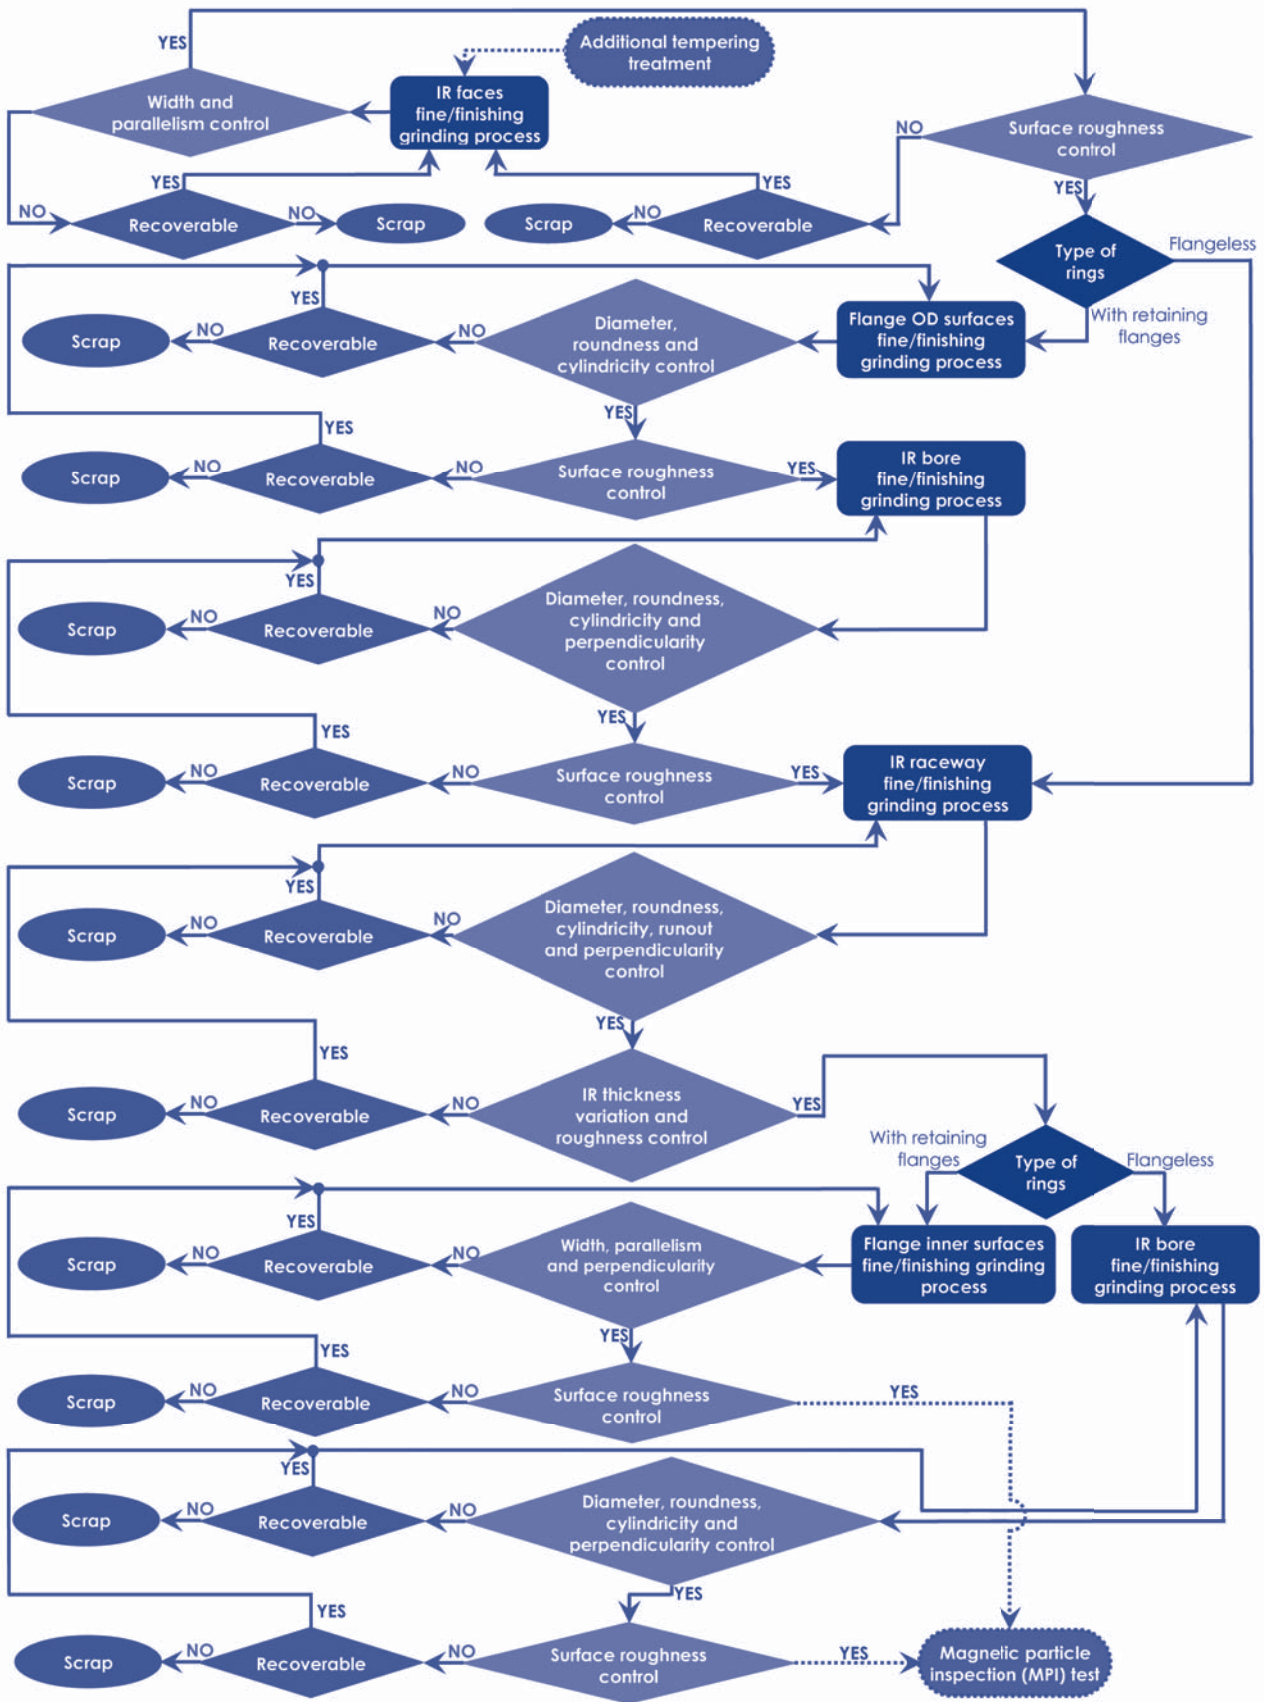 YES
Additional tempering
treatment
Width and
parallelism control
IR faces
fine/finishing
grinding process
NO
Surface roughness
control
YES
YES
YES
NO
Recoverable
NO
Scrap
Scrap
NO
Recoverable
Type of
rings
Flangeless
YES
With retaining
flanges
Scrap
NO
Recoverable
NO
Diameter,
roundness and
cylindricity control
Flange OD surfaces
fine/finishing
grinding process
YES
YES
Scrap
NO
Recoverable
NO
Surface roughness
control
YES
IR bore
fine/finishing
grinding process
YES
Scrap
NO
Recoverable
NO
Diameter, roundness,
cylindricity and
perpendicularity
control
YES
YES
Scrap
NO
Recoverable
NO
Surface roughness
control
YES
IR raceway
fine/finishing
grinding process
YES
Scrap
NO
Recoverable
NO
Diameter, roundness,
cylindricity, runout
and perpendicularity
control
YES
YES
Scrap
NO
Recoverable
NO
IR thickness
variation and
roughness control
YES
With retaining
flanges
Type of
rings
Flangeless
YES
Scrap
NO
Recoverable
NO
Width, parallelism
and perpendicularity
control
Flange inner surfaces
fine/finishing grinding
process
IR bore
fine/finishing
grinding process
YES
YES
Scrap
NO
Recoverable
NO
Surface roughness
control
YES
YES
Scrap
NO
Recoverable
NO
Diameter, roundness,
cylindricity and
perpendicularity control
YES
YES
Scrap
NO
Recoverable
NO
Surface roughness
control
YES
Magnetic particle
inspection (MPI) test